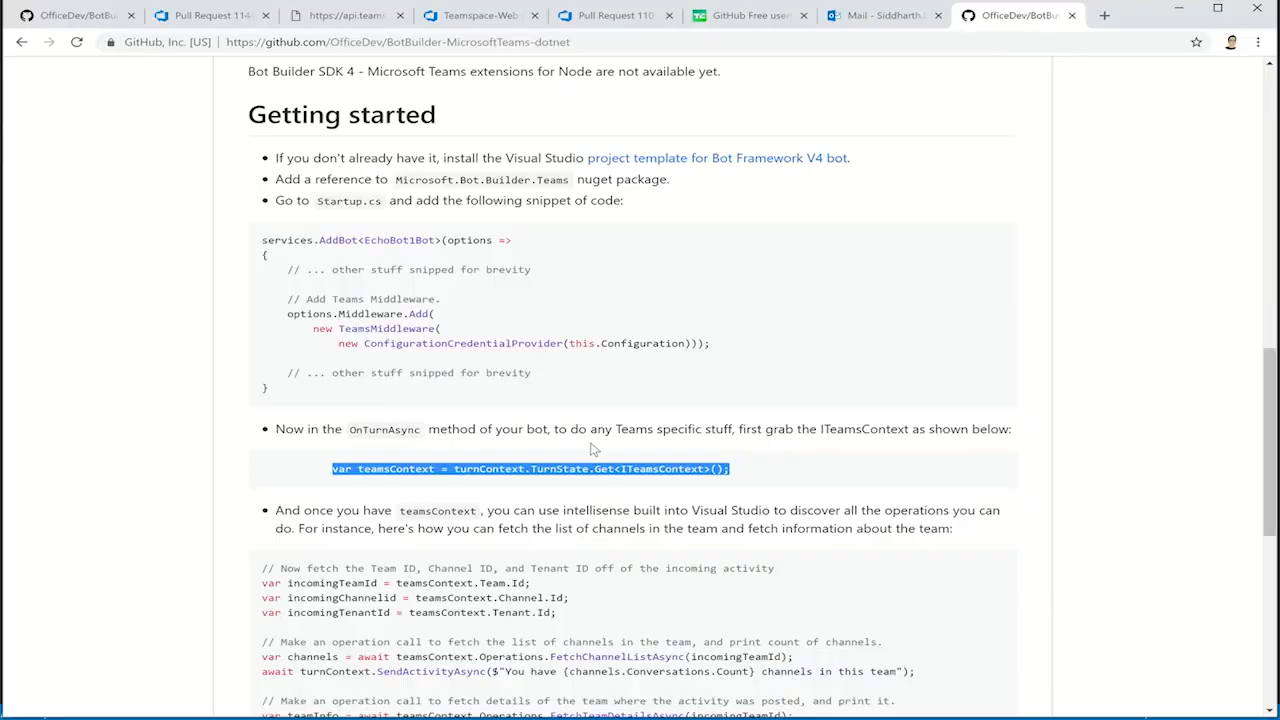 OfficeDev/BotBui
Pull Request 114
https://api.teams
Teamspace-Web
Pull Request 110
GitHub Free user
Mail - Siddharth
OfficeDev/BotBui
GitHub, Inc. [US]
https://github.com/OfficeDev/BotBuilder-MicrosoftTeams-dotnet
Bot Builder SDK 4 - Microsoft Teams extensions for Node are not available yet.
Getting started
If you don't already have it, install the Visual Studio project template for Bot Framework V4 bot.
Add a reference to Microsoft.Bot.Builder.Teams nuget package.
Go to Startup.cs and add the following snippet of code:
services.AddBot<EchoBot1Bot>(options =>
{
// ... other stuff snipped for brevity
// Add Teams Middleware.
options.Middleware.Add(
new TeamsMiddleware(
new ConfigurationCredentialProvider(this.Configuration)));
// ... other stuff snipped for brevity
}
Now in the OnTurnAsync method of your bot, to do any Teams specific stuff, first grab the ITeamsContext as shown below:
var teamsContext = turnContext.TurnState.Get<ITeamsContext>();
And once you have teamsContext, you can use intellisense built into Visual Studio to discover all the operations you can
do. For instance, here's how you can fetch the list of channels in the team and fetch information about the team:
// Now fetch the Team ID, Channel ID, and Tenant ID off of the incoming activity
var incomingTeamId = teamsContext.Team.Id;
var incomingChannelid = teamsContext.Channel.Id;
var incomingTenantId = teamsContext.Tenant.Id;
// Make an operation call to fetch the list of channels in the team, and print count of channels.
var channels = await teamsContext.Operations.FetchChannelListAsync(incomingTeamId);
await turnContext.SendActivityAsync($"You have {channels.Conversations.Count} channels in this team");
// Make an operation call to fetch details of the team where the activity was posted, and print it.
var teamInfo = await teamsContext.Operations.FetchTeamDetailsAsync(incomingTeamId);